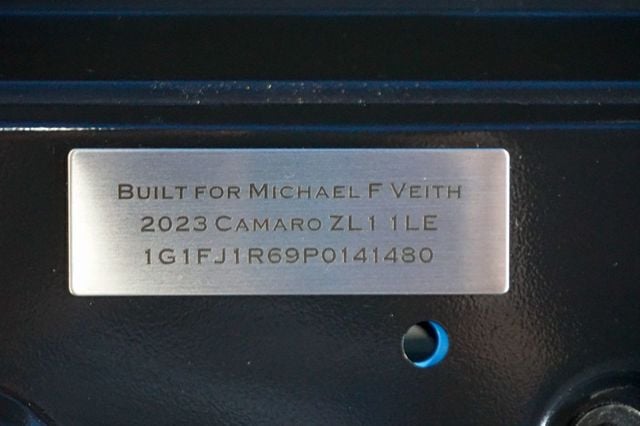 Built for Michael F Veith
2023 Camaro ZL1 1LE
1G1FJ1R69P0141480